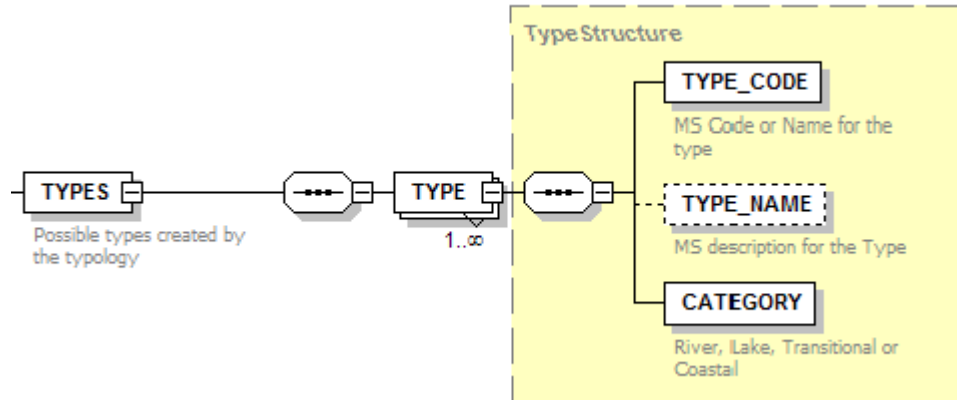 TypeStructure
TYPE_CODE
MS Code or Name for the
type
TYPES
TYPE
1..∞
Possible types created by
the typology
TYPE_NAME
MS description for the Type
CATEGORY
River, Lake, Transitional or
Coastal